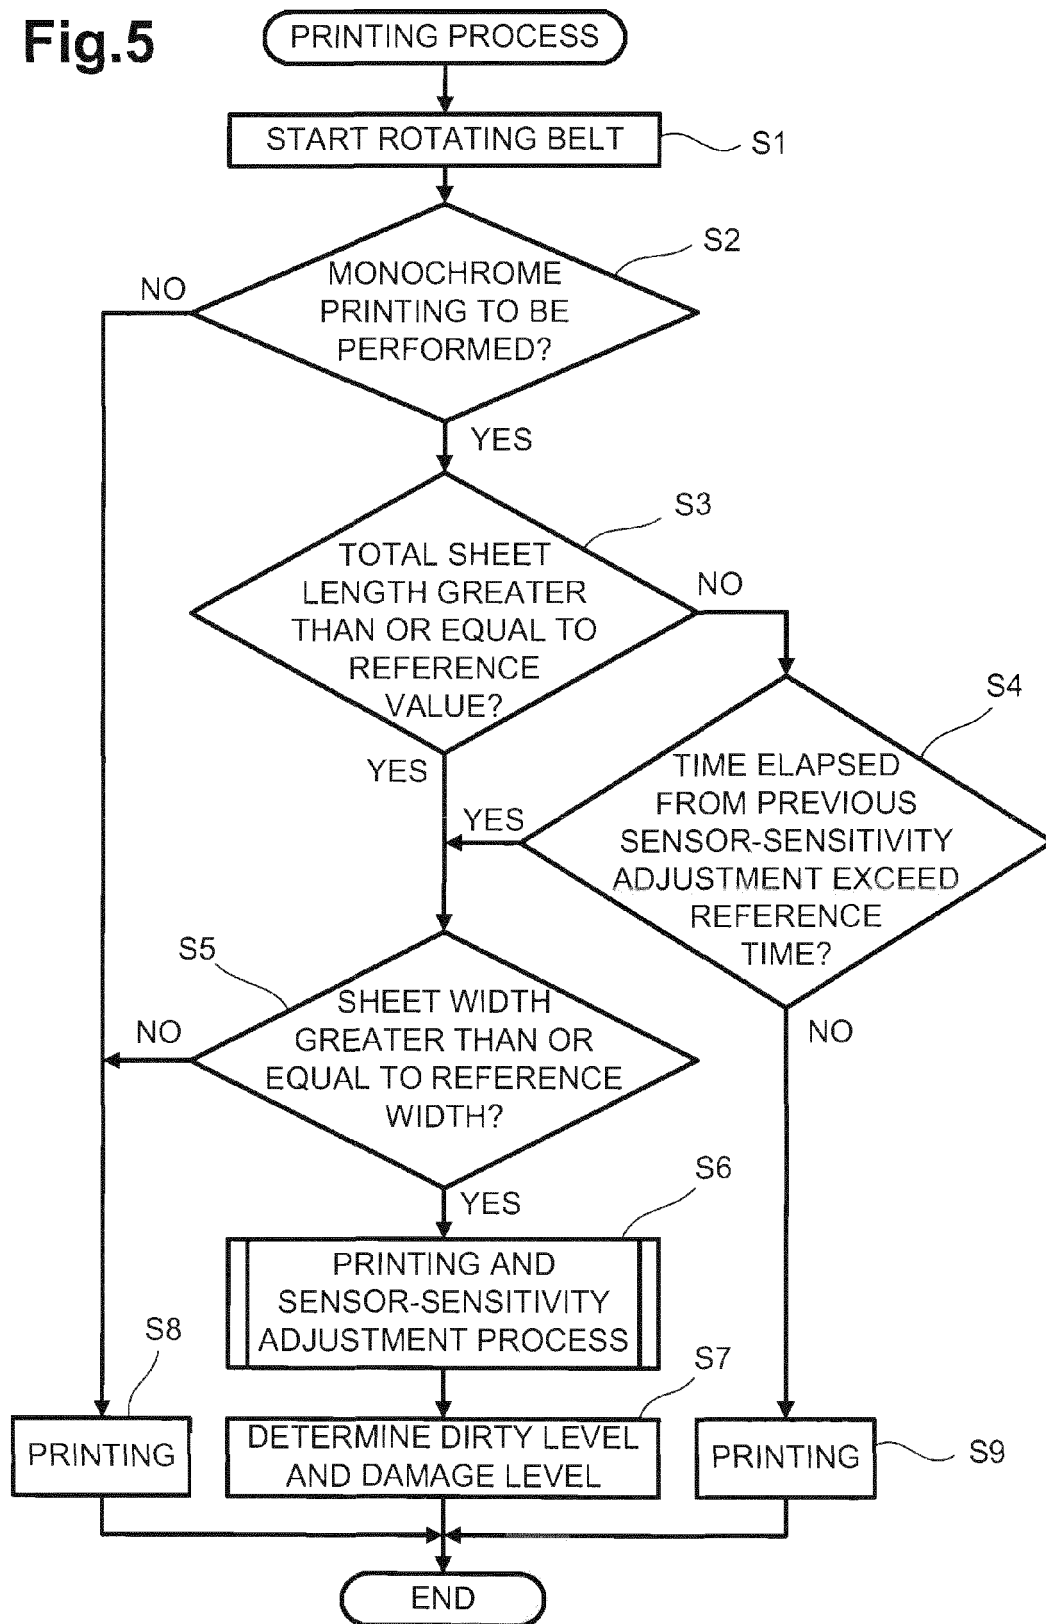 Fig.5
PRINTING PROCESS
START ROTATING BELT
S1
S2
MONOCHROME
PRINTING TO BE
PERFORMED?
NO
YES
S3
TOTAL SHEET
LENGTH GREATER
THAN OR EQUAL TO
REFERENCE
VALUE?
NO
YES
S4
TIME ELAPSED
FROM PREVIOUS
SENSOR-SENSITIVITY
ADJUSTMENT EXCEED
REFERENCE
TIME?
YES
NO
S5
SHEET WIDTH
GREATER THAN OR
EQUAL TO REFERENCE
WIDTH?
NO
YES
S6
PRINTING AND
SENSOR-SENSITIVITY
ADJUSTMENT PROCESS
S7
DETERMINE DIRTY LEVEL
AND DAMAGE LEVEL
S8
PRINTING
PRINTING
S9
END